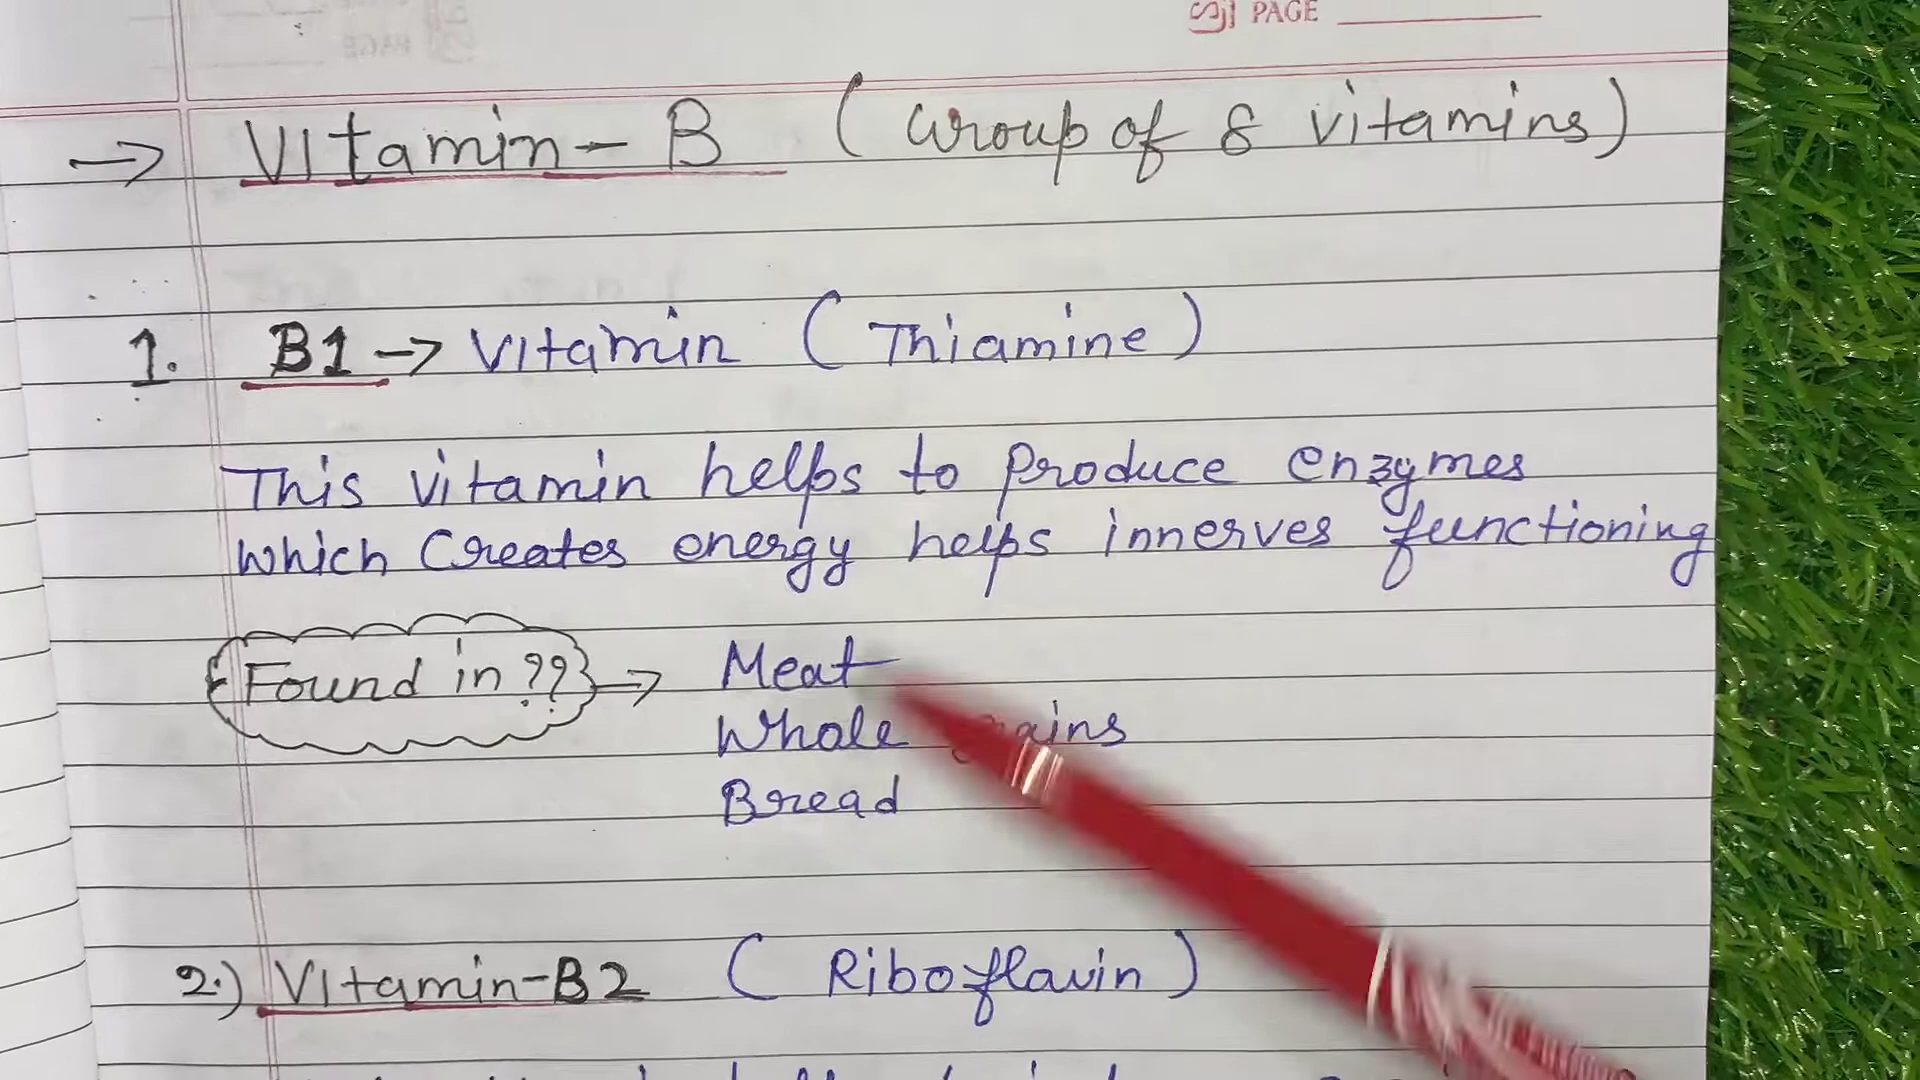 PAGE
→ Vitamin-B (Group of 8 vitamins)
1. B1 → Vitamin (Thiamine)
This vitamin helps to produce enzymes
which creates energy helps innerves functioning
Found in ?? → Meat
Whole grains
Bread
2.) Vitamin-B2 (Riboflavin)